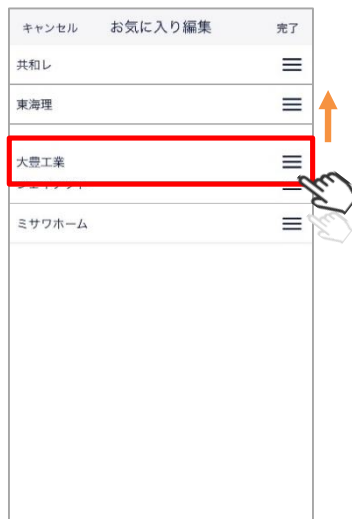 キャンセル お気に入り編集 完了
共和レ
東海理
大豊工業
ミサワホーム